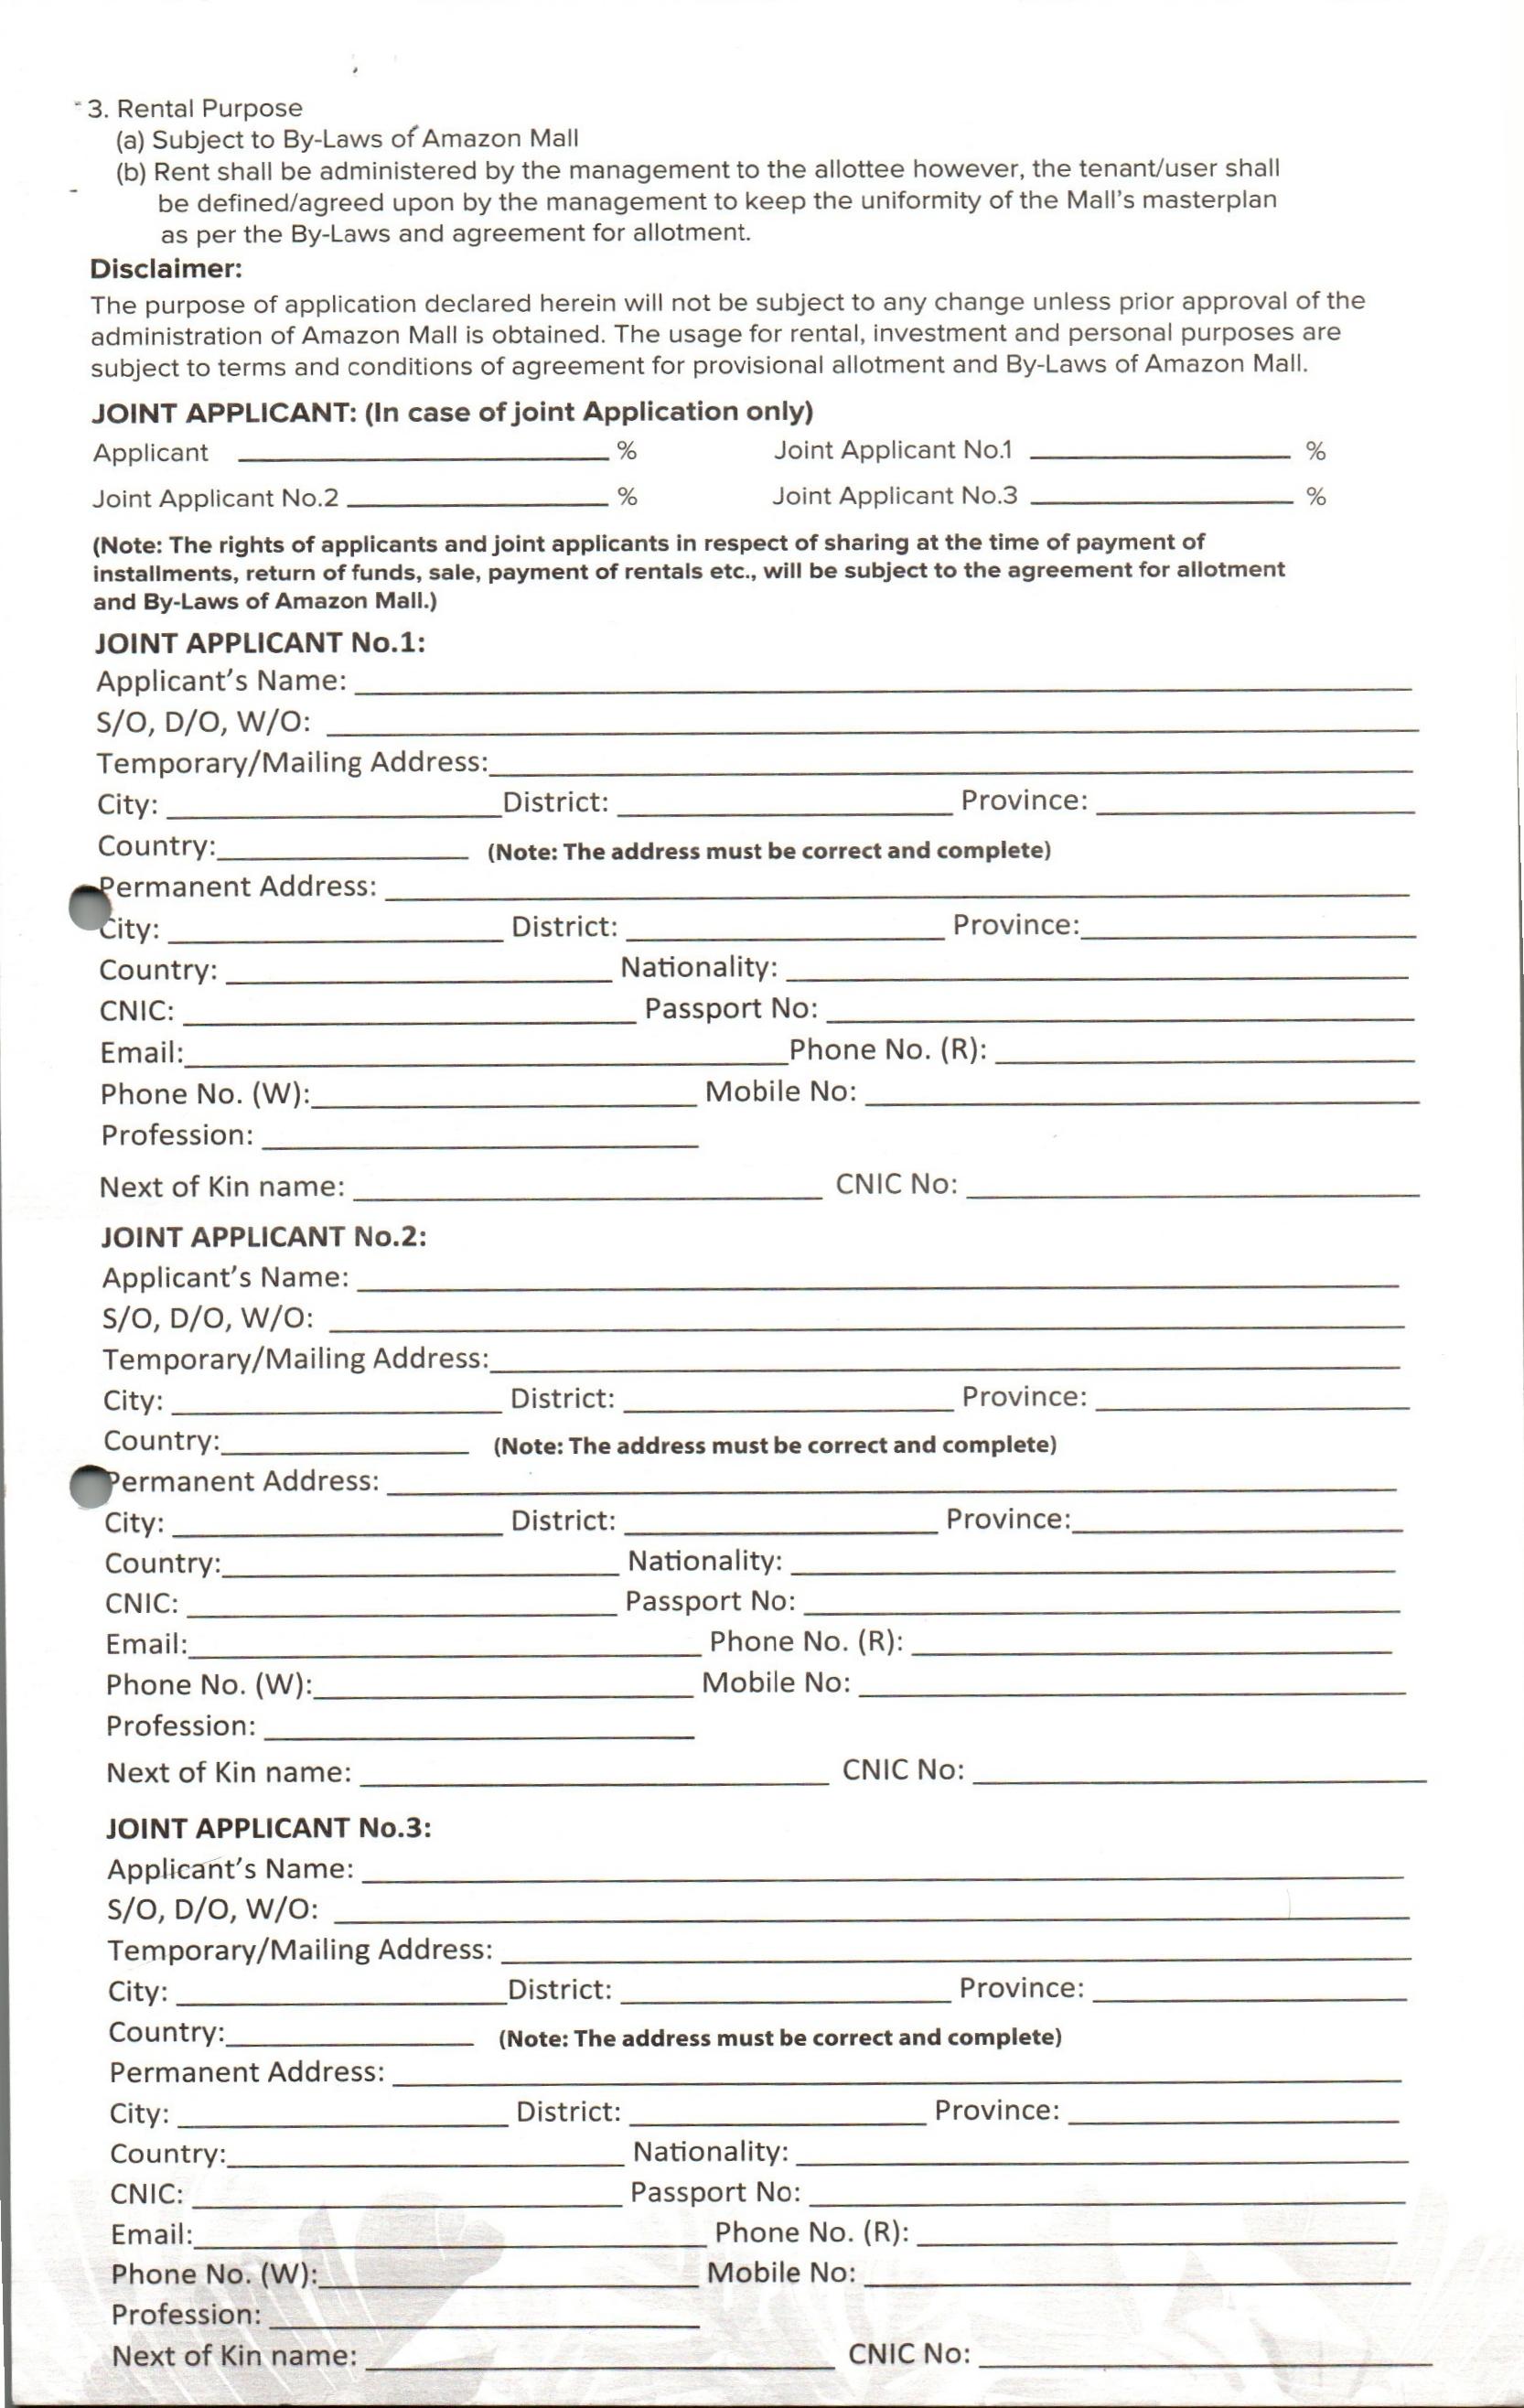 3. Rental Purpose
(a) Subject to By-Laws of Amazon Mall
(b) Rent shall be administered by the management to the allottee however, the tenant/user shall
be defined/agreed upon by the management to keep the uniformity of the Mall's masterplan
as per the By-Laws and agreement for allotment.
Disclaimer:
The purpose of application declared herein will not be subject to any change unless prior approval of the
administration of Amazon Mall is obtained. The usage for rental, investment and personal purposes are
subject to terms and conditions of agreement for provisional allotment and By-Laws of Amazon Mall.
JOINT APPLICANT: (In case of joint Application only)
Applicant ____________ % Joint Applicant No.1 ____________ %
Joint Applicant No.2 ____________ % Joint Applicant No.3 ____________ %
(Note: The rights of applicants and joint applicants in respect of sharing at the time of payment of
installments, return of funds, sale, payment of rentals etc., will be subject to the agreement for allotment
and By-Laws of Amazon Mall.)
JOINT APPLICANT No.1:
Applicant's Name: ____________
S/O, D/O, W/O: ____________
Temporary/Mailing Address: ____________
City: ____________ District: ____________ Province: ____________
Country: ____________ (Note: The address must be correct and complete)
Permanent Address: ____________
City: ____________ District: ____________ Province: ____________
Country: ____________ Nationality: ____________
CNIC: ____________ Passport No: ____________
Email: ____________ Phone No. (R): ____________
Phone No. (W): ____________ Mobile No: ____________
Profession: ____________
Next of Kin name: ____________ CNIC No: ____________
JOINT APPLICANT No.2:
Applicant's Name: ____________
S/O, D/O, W/O: ____________
Temporary/Mailing Address: ____________
City: ____________ District: ____________ Province: ____________
Country: ____________ (Note: The address must be correct and complete)
Permanent Address: ____________
City: ____________ District: ____________ Province: ____________
Country: ____________ Nationality: ____________
CNIC: ____________ Passport No: ____________
Email: ____________ Phone No. (R): ____________
Phone No. (W): ____________ Mobile No: ____________
Profession: ____________
Next of Kin name: ____________ CNIC No: ____________
JOINT APPLICANT No.3:
Applicant's Name: ____________
S/O, D/O, W/O: ____________
Temporary/Mailing Address: ____________
City: ____________ District: ____________ Province: ____________
Country: ____________ (Note: The address must be correct and complete)
Permanent Address: ____________
City: ____________ District: ____________ Province: ____________
Country: ____________ Nationality: ____________
CNIC: ____________ Passport No: ____________
Email: ____________ Phone No. (R): ____________
Phone No. (W): ____________ Mobile No: ____________
Profession: ____________
Next of Kin name: ____________ CNIC No: ____________